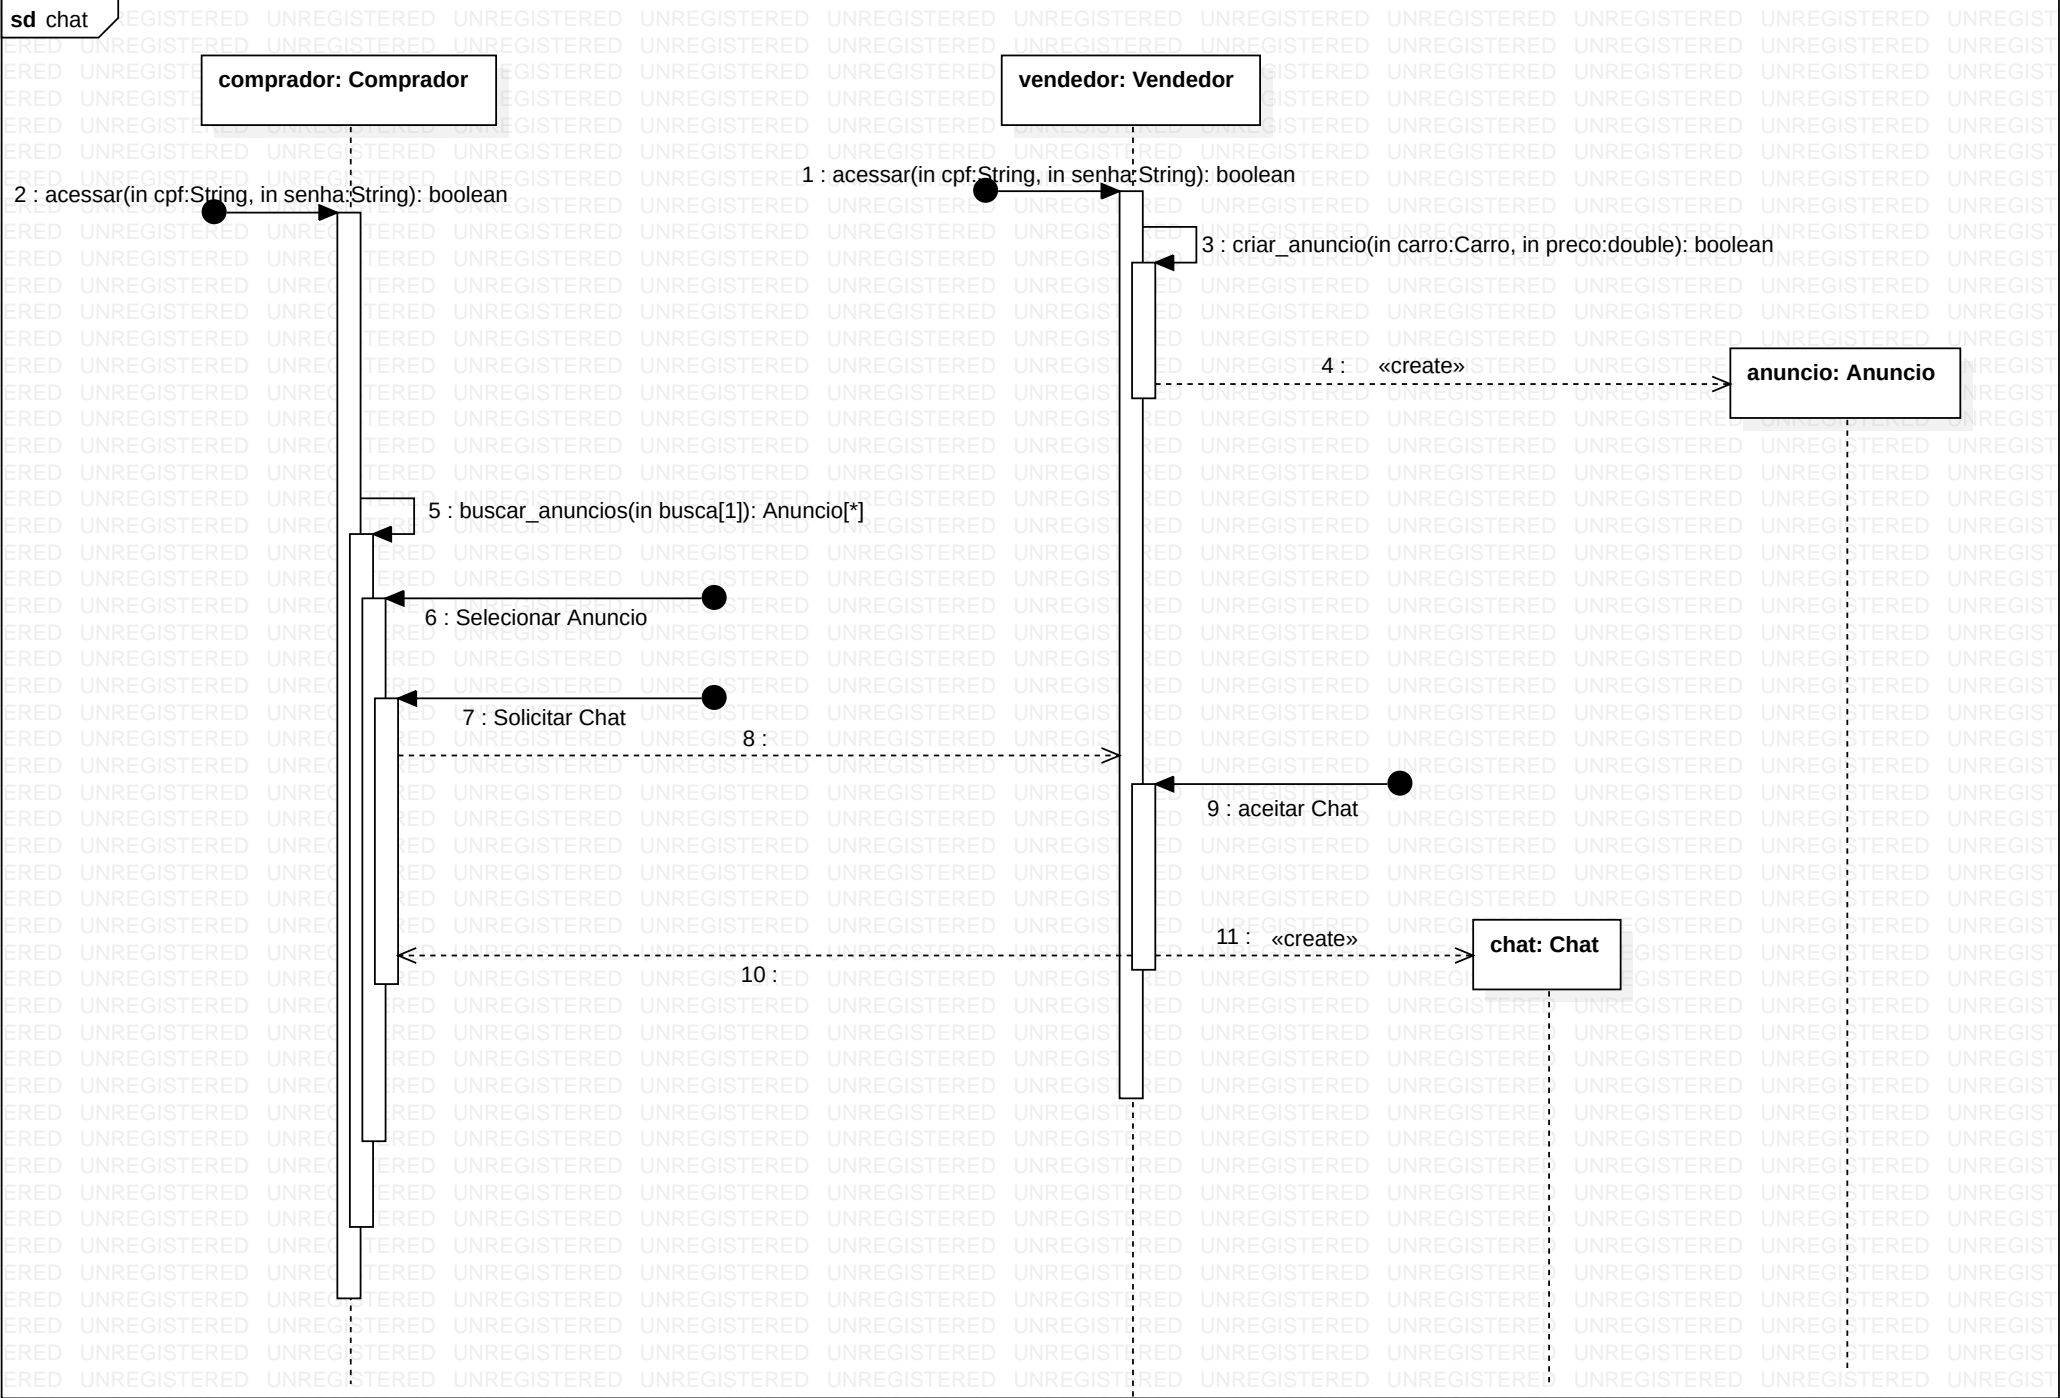 sd chat
comprador: Comprador
vendedor: Vendedor
1 : acessar(in cpf:String, in senha:String): boolean
2 : acessar(in cpf:String, in senha:String): boolean
3 : criar_anuncio(in carro:Carro, in preco:double): boolean
4 : «create»
anuncio: Anuncio
5 : buscar_anuncios(in busca[1]): Anuncio[*]
6 : Selecionar Anuncio
7 : Solicitar Chat
8 :
9 : aceitar Chat
11 : «create»
chat: Chat
10 :
UNREGISTERED